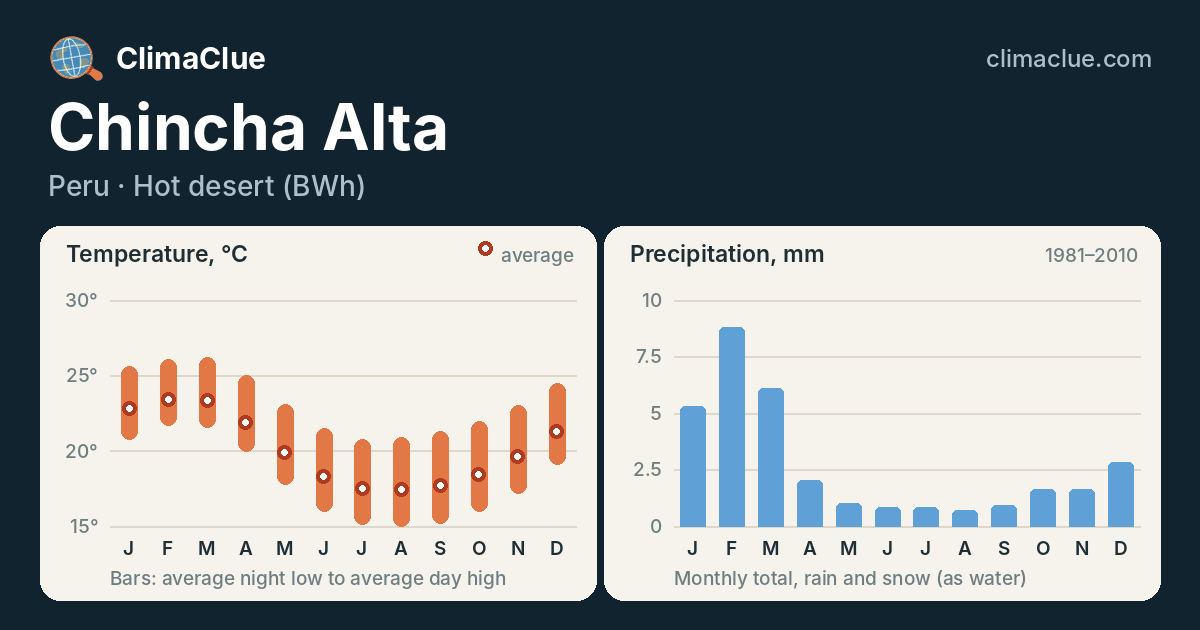 ClimaClue
climaclue.com
Chincha Alta
Peru · Hot desert (BWh)
Temperature, °C
average
30°
25°
20°
15°
J F M A M J J A S O N D
Bars: average night low to average day high
Precipitation, mm
1981–2010
10
7.5
5
2.5
0
J F M A M J J A S O N D
Monthly total, rain and snow (as water)